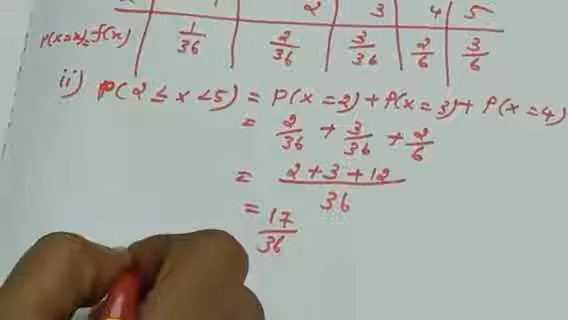 1 2 3 4 5
P(X=x)=f(x) 1/36 2/36 3/36 2/6 3/6
ii) P(2 ≤ x < 5) = P(x=2) + P(x=3) + P(x=4)
= 2/36 + 3/36 + 2/6
= 2+3+12/36
= 17/36